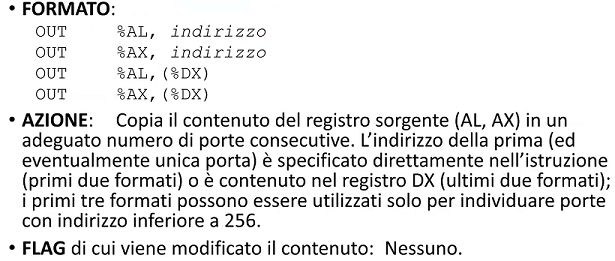 • FORMATO:
OUT %AL, indirizzo
OUT %AX, indirizzo
OUT %AL,(%DX)
OUT %AX,(%DX)
• AZIONE: Copia il contenuto del registro sorgente (AL, AX) in un
adeguato numero di porte consecutive. L'indirizzo della prima (ed
eventualmente unica porta) è specificato direttamente nell'istruzione
(primi due formati) o è contenuto nel registro DX (ultimi due formati);
i primi tre formati possono essere utilizzati solo per individuare porte
con indirizzo inferiore a 256.
• FLAG di cui viene modificato il contenuto: Nessuno.